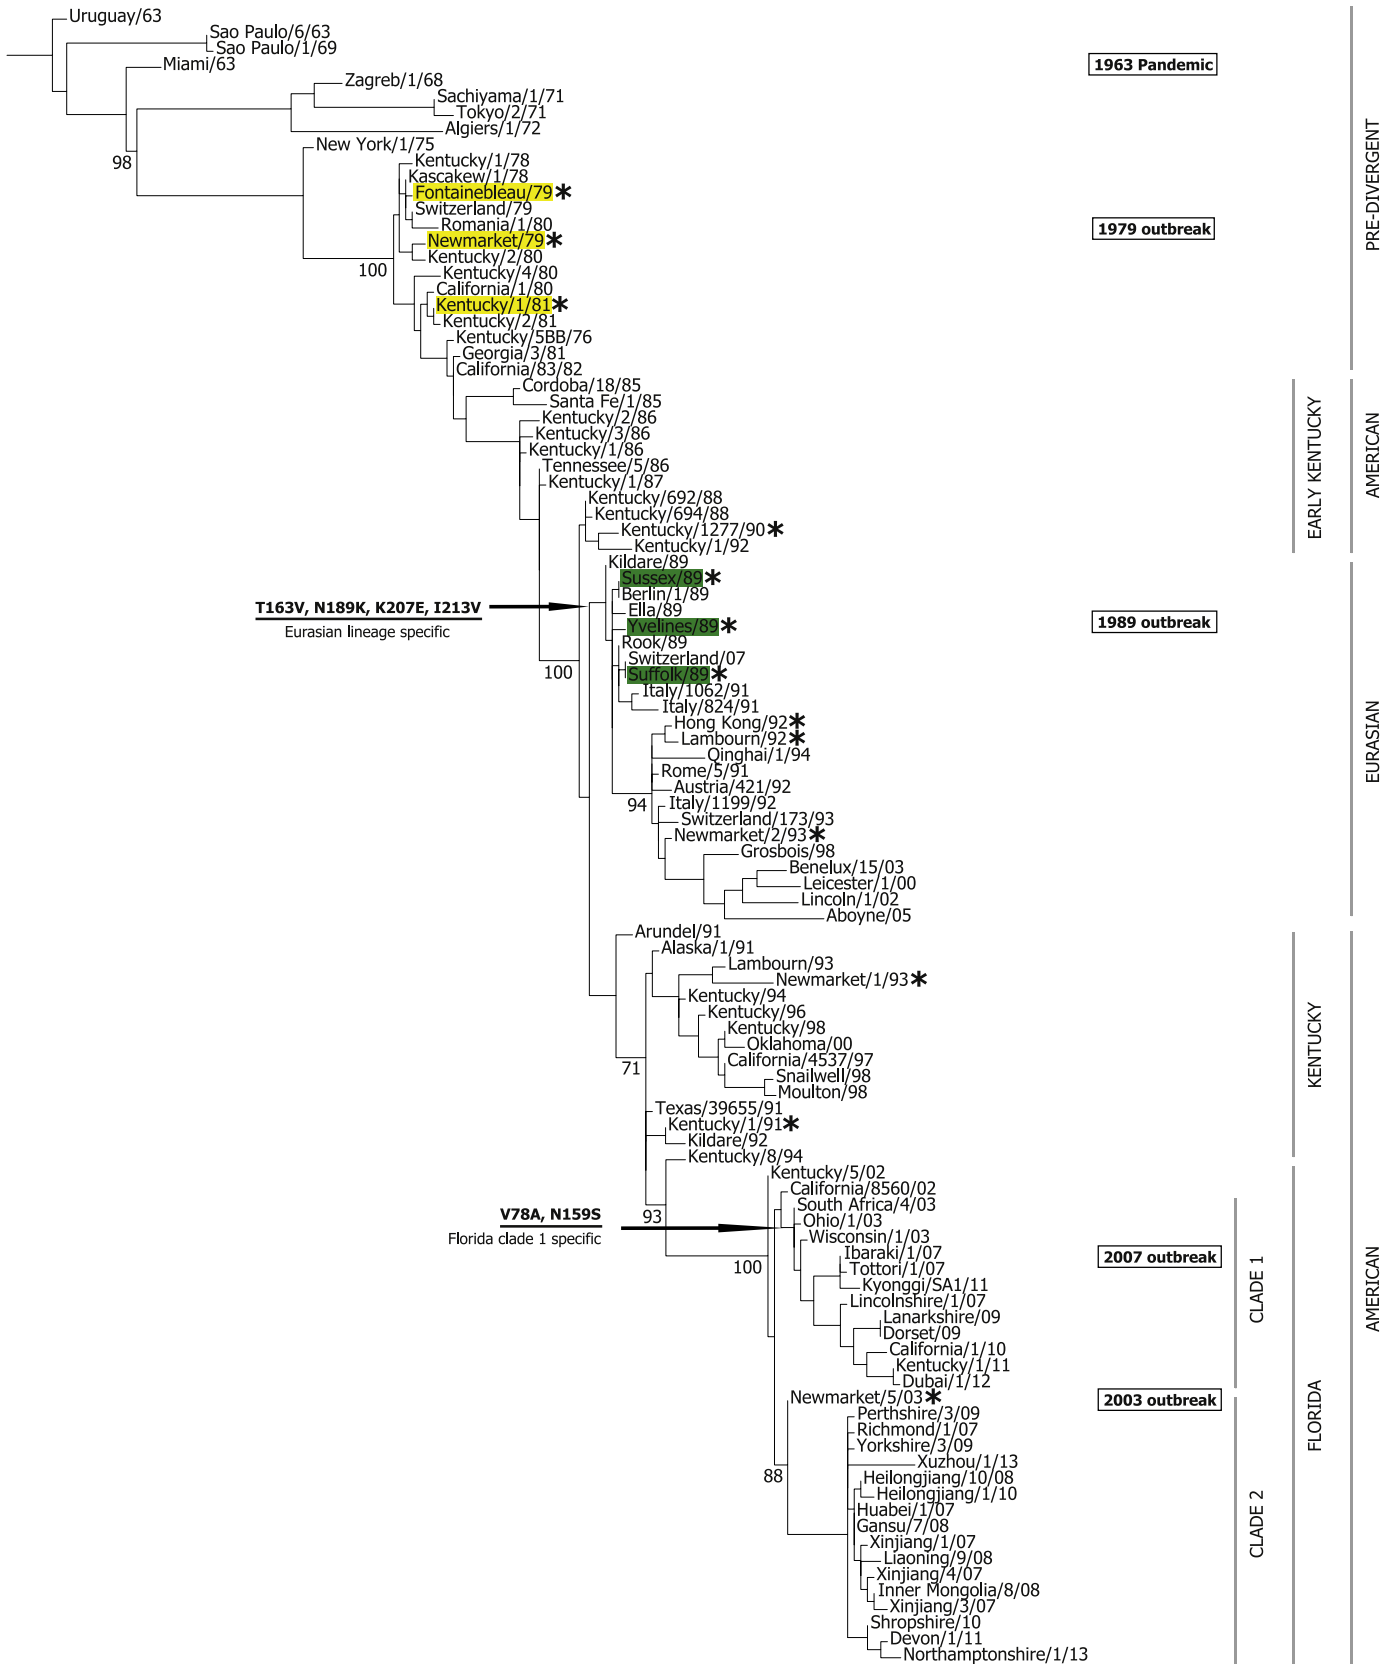 Uruguay/63
Sao Paulo/6/63
Sao Paulo/1/69
Miami/63
1963 Pandemic
Zagreb/1/68
Sachiyama/1/71
Tokyo/2/71
Algiers/1/72
New York/1/75
98
Kentucky/1/78
Kascakew/1/78
Fontainebleau/79*
Switzerland/79
Romania/1/80
1979 outbreak
Newmarket/79*
Kentucky/2/80
100
Kentucky/4/80
California/1/80
Kentucky/1/81*
Kentucky/2/81
Kentucky/5BB/76
Georgia/3/81
California/83/82
PRE-DIVERGENT
Cordoba/18/85
Santa Fe/1/85
Kentucky/2/86
Kentucky/3/86
Kentucky/1/86
Tennessee/5/86
Kentucky/1/87
Kentucky/692/88
Kentucky/694/88
Kentucky/1277/90*
Kentucky/1/92
EARLY KENTUCKY
AMERICAN
Kildare/89
Sussex/89*
Berlin/1/89
T163V, N189K, K207E, I213V
Eurasian lineage specific
Ella/89
Yvelines/89*
1989 outbreak
Rook/89
Switzerland/07
100
Suffolk/89*
Italy/1062/91
Italy/824/91
Hong Kong/92*
Lambourn/92*
Qinghai/1/94
Rome/5/91
Austria/421/92
94
Italy/1199/92
Switzerland/173/93
Newmarket/2/93*
Grosbois/98
Benelux/15/03
Leicester/1/00
Lincoln/1/02
Aboyne/05
EURASIAN
Arundel/91
Alaska/1/91
Lambourn/93
Newmarket/1/93*
Kentucky/94
Kentucky/96
Kentucky/98
Oklahoma/00
California/4537/97
71
Snailwell/98
Moulton/98
Texas/39655/91
Kentucky/1/91*
Kildare/92
Kentucky/8/94
KENTUCKY
Kentucky/5/02
California/8560/02
South Africa/4/03
V78A, N159S
Florida clade 1 specific
93
Ohio/1/03
Wisconsin/1/03
Ibaraki/1/07
2007 outbreak
100
Tottori/1/07
Kyonggi/SA1/11
Lincolnshire/1/07
Lanarkshire/09
Dorset/09
California/1/10
Kentucky/1/11
Dubai/1/12
CLADE 1
Newmarket/5/03*
2003 outbreak
Perthshire/3/09
Richmond/1/07
Yorkshire/3/09
Xuzhou/1/13
88
Heilongjiang/10/08
Heilongjiang/1/10
Huabei/1/07
Gansu/7/08
Xinjiang/1/07
Liaoning/9/08
Xinjiang/4/07
Inner Mongolia/8/08
Xinjiang/3/07
Shropshire/10
Devon/1/11
Northamptonshire/1/13
CLADE 2
FLORIDA
AMERICAN